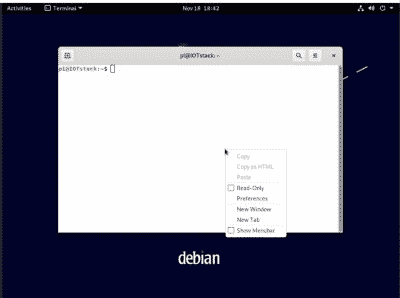 Activities Terminal Nov 18 18:42
pi@IOTstack: ~
pi@IOTstack:~$
Copy
Copy as HTML
Paste
Read-Only
Preferences
New Window
New Tab
Show Menubar
debian